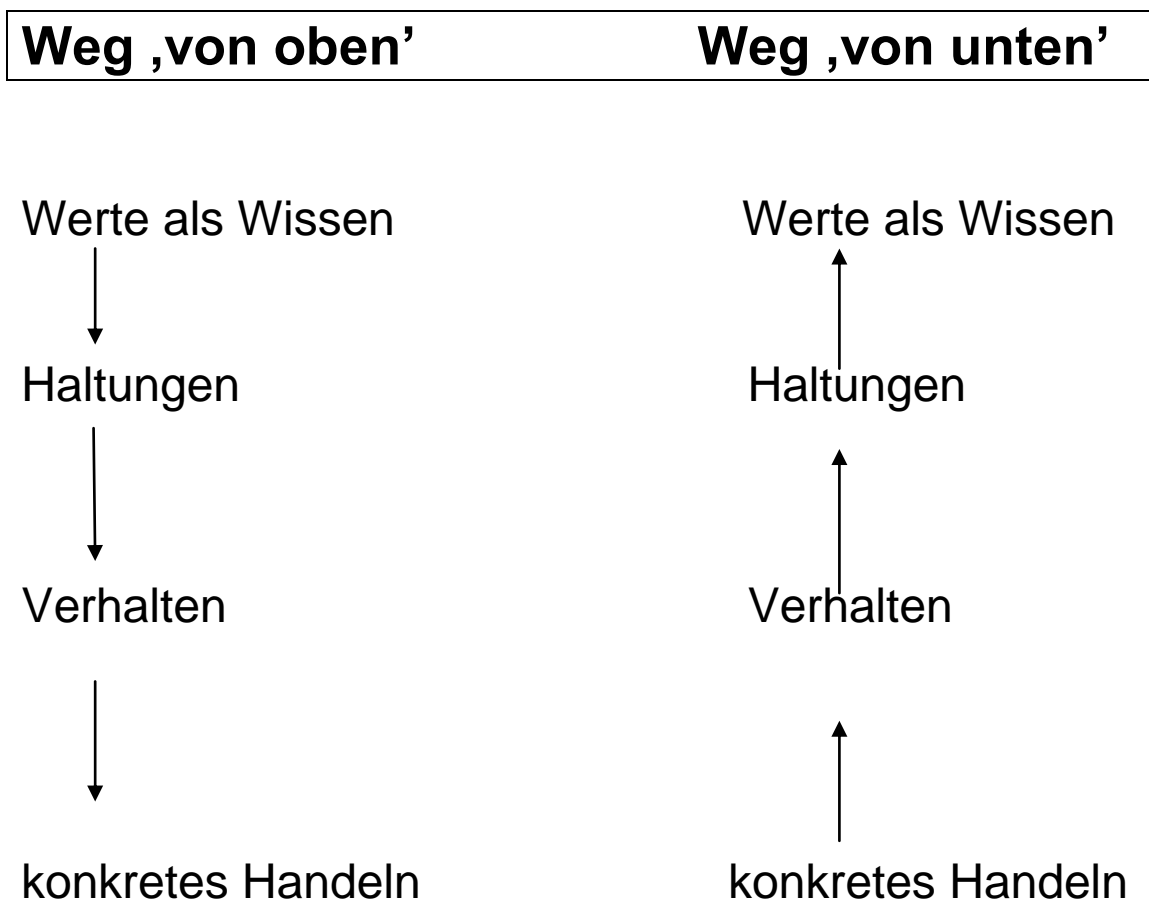 Weg ‚von oben’ Weg ‚von unten’
Werte als Wissen Werte als Wissen
Haltungen Haltungen
Verhalten Verhalten
konkretes Handeln konkretes Handeln